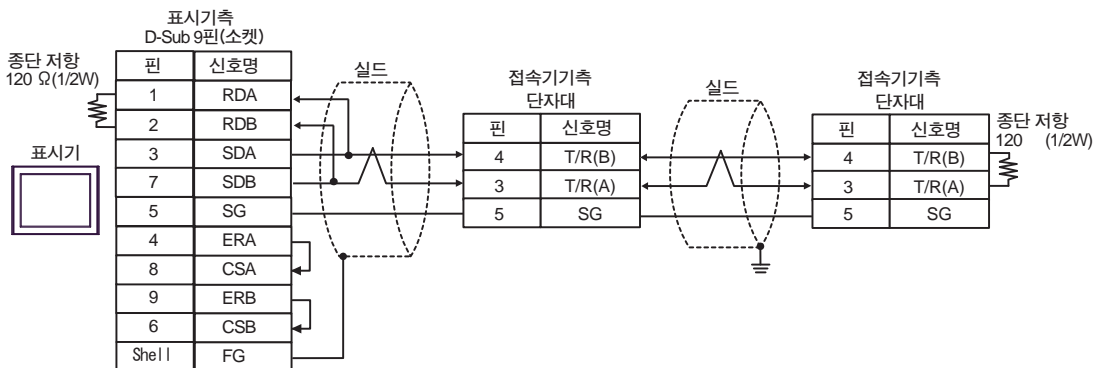 표시기측
D-Sub 9핀(소켓)
종단 저항
120 Ω(1/2W)
표시기
핀 신호명
1 RDA
2 RDB
3 SDA
7 SDB
5 SG
4 ERA
8 CSA
9 ERB
6 CSB
Shell FG
실드
접속기기측
단자대
핀 신호명
4 T/R(B)
3 T/R(A)
5 SG
실드
접속기기측
단자대
핀 신호명
4 T/R(B)
3 T/R(A)
5 SG
종단 저항
120 (1/2W)